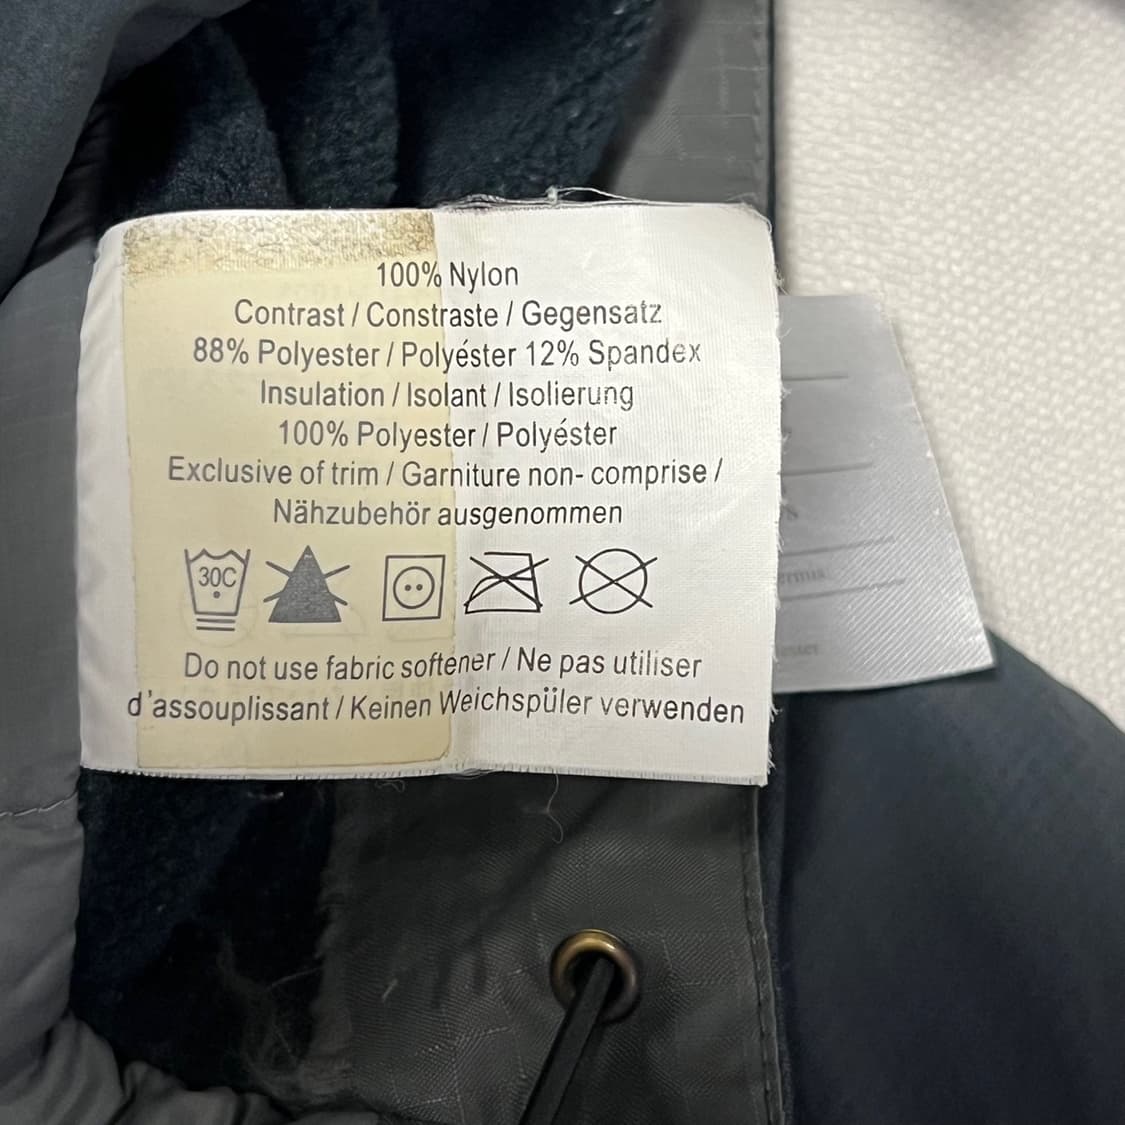 100% Nylon
Contrast / Constraste / Gegensatz
88% Polyester / Polyéster 12% Spandex
Insulation / Isolant / Isolierung
100% Polyester / Polyéster
Exclusive of trim / Garniture non- comprise /
Nähzubehör ausgenommen
30C
Do not use fabric softener / Ne pas utiliser
d'assouplissant / Keinen Weichspüler verwenden